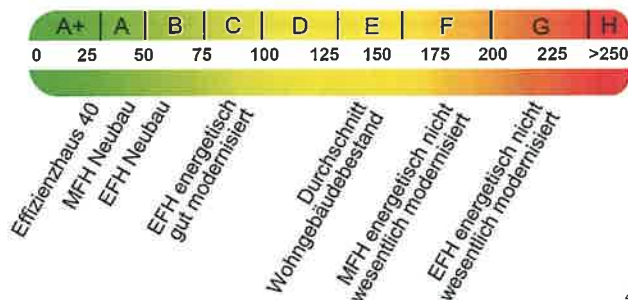 A+ A B C D E F G H
0 25 50 75 100 125 150 175 200 225 >250
Effizienzhaus 40
MFH Neubau
EFH Neubau
EFH energetisch
gut modernisiert
Durchschnitt
Wohngebäudebestand
MFH energetisch nicht
wesentlich modernisiert
EFH energetisch nicht
wesentlich modernisiert